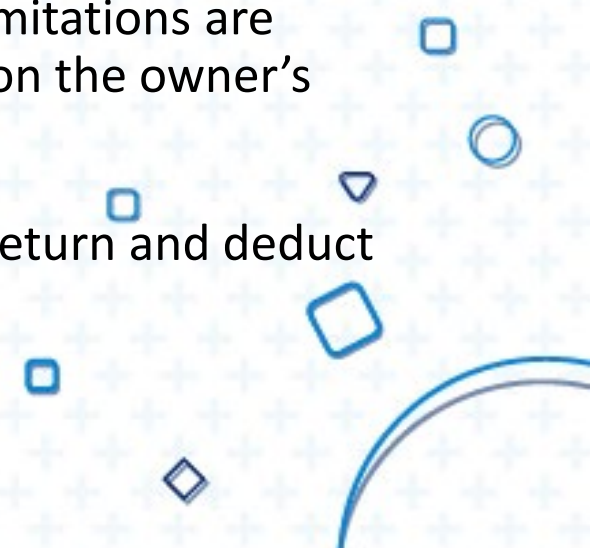 mitations are
on the owner’s
eturn and deduct